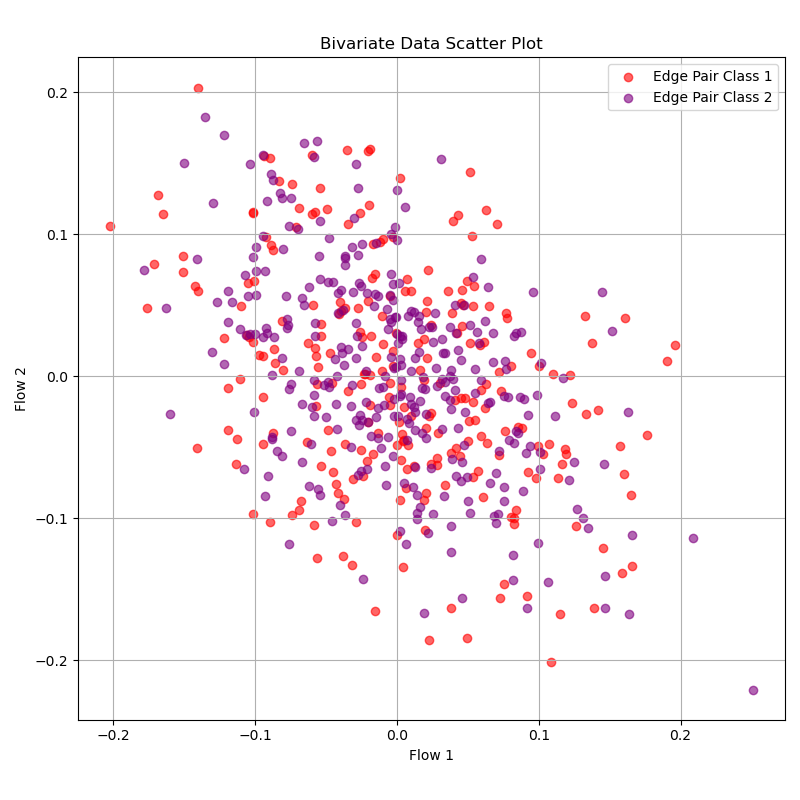 Bivariate Data Scatter Plot
Edge Pair Class 1
Edge Pair Class 2
0.2
0.1
0.0
−0.1
−0.2
Flow 2
−0.2
−0.1
0.0
0.1
0.2
Flow 1